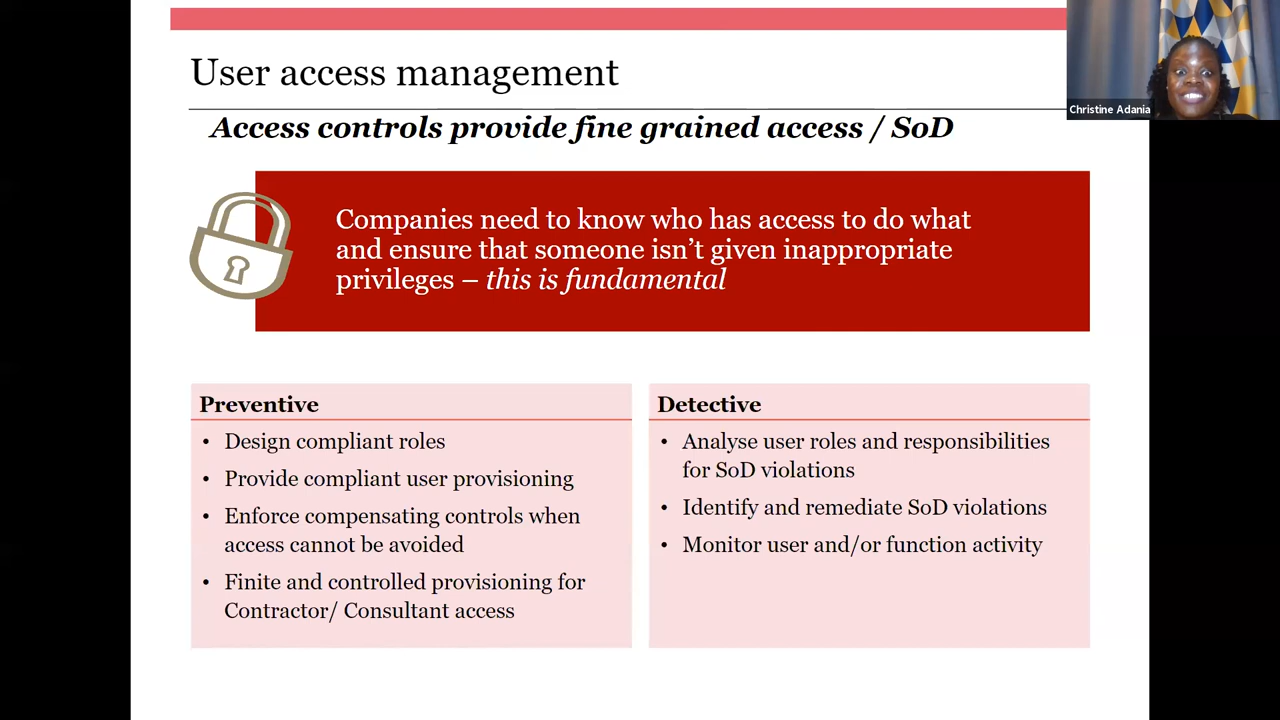 User access management
Access controls provide fine grained access / SoD
Christine Adania
Companies need to know who has access to do what
and ensure that someone isn't given inappropriate
privileges – this is fundamental
Preventive
• Design compliant roles
• Provide compliant user provisioning
• Enforce compensating controls when
access cannot be avoided
• Finite and controlled provisioning for
Contractor/ Consultant access
Detective
• Analyse user roles and responsibilities
for SoD violations
• Identify and remediate SoD violations
• Monitor user and/or function activity